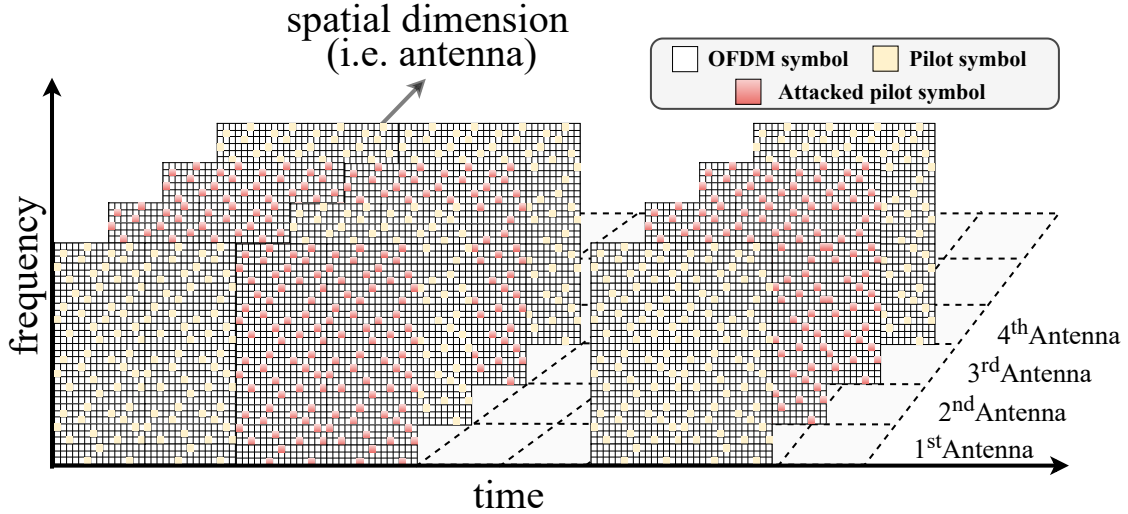 spatial dimension
(i.e. antenna)
OFDM symbol
Pilot symbol
Attacked pilot symbol
frequency
4thAntenna
3rdAntenna
2ndAntenna
1stAntenna
time